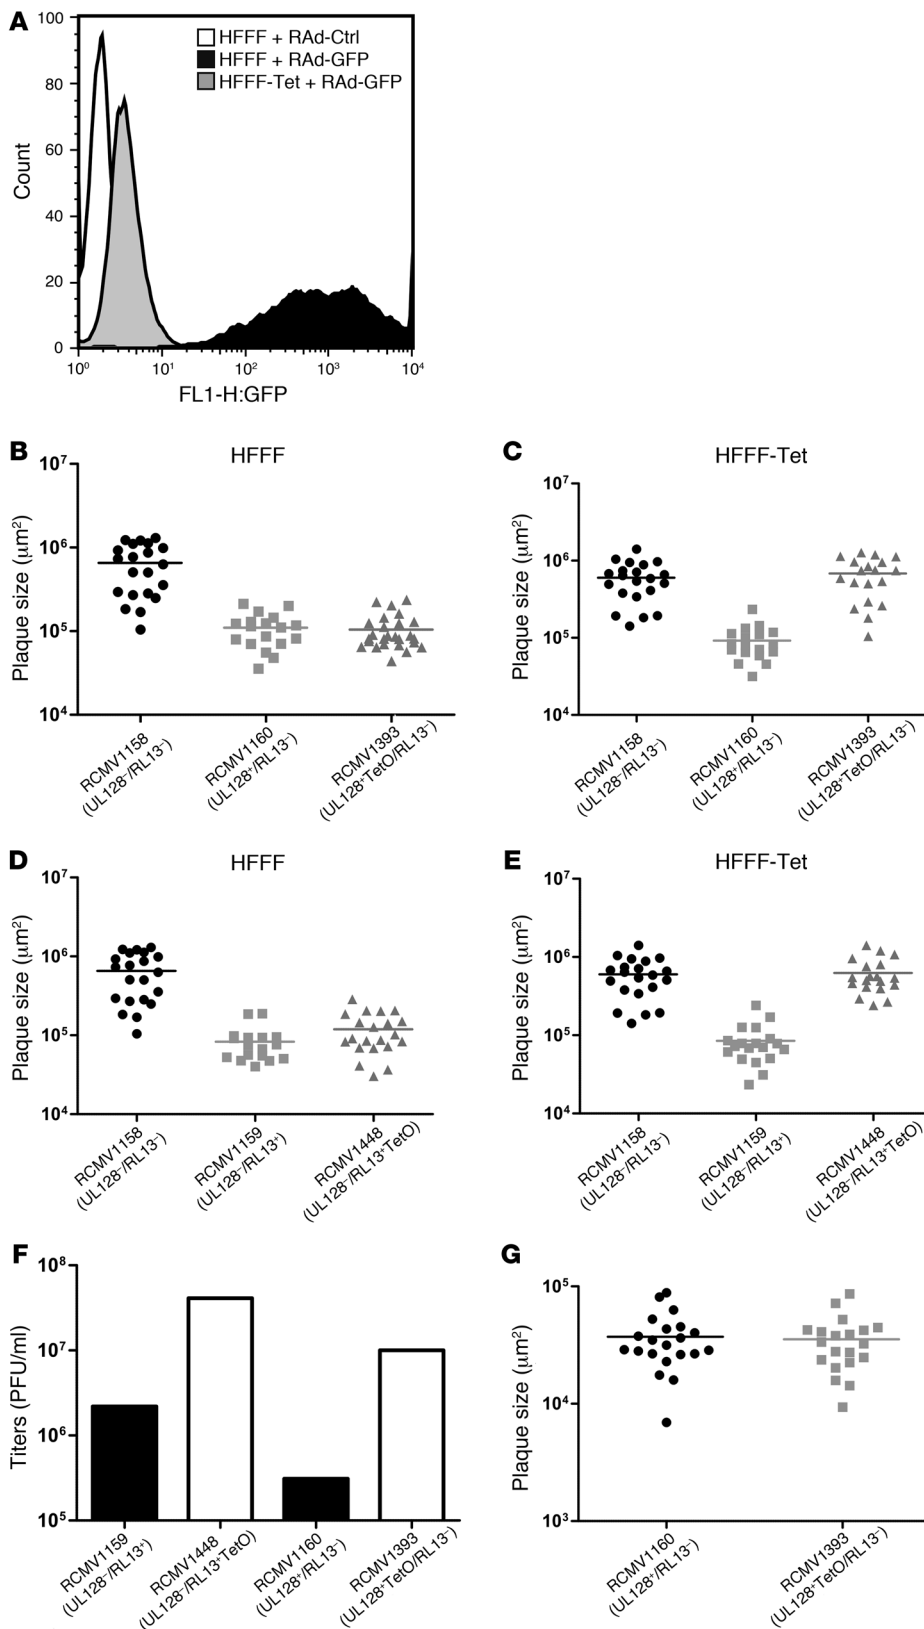 A
100
80
60
40
20
0
Count
HFFF + RAd-Ctrl
HFFF + RAd-GFP
HFFF-Tet + RAd-GFP
10⁰ 10¹ 10² 10³ 10⁴
FL1-H:GFP
B
HFFF
10⁷
10⁶
10⁵
10⁴
Plaque size (μm²)
RCMV1158
(UL128⁻/RL13⁻)
RCMV1160
(UL128⁺/RL13⁻)
RCMV1393
(UL128⁺TetO/RL13⁻)
C
HFFF-Tet
10⁷
10⁶
10⁵
10⁴
Plaque size (μm²)
RCMV1158
(UL128⁻/RL13⁻)
RCMV1160
(UL128⁺/RL13⁻)
RCMV1393
(UL128⁺TetO/RL13⁻)
D
HFFF
10⁷
10⁶
10⁵
10⁴
Plaque size (μm²)
RCMV1158
(UL128⁻/RL13⁻)
RCMV1159
(UL128⁻/RL13⁺)
RCMV1448
(UL128⁻/RL13⁺TetO)
E
HFFF-Tet
10⁷
10⁶
10⁵
10⁴
Plaque size (μm²)
RCMV1158
(UL128⁻/RL13⁻)
RCMV1159
(UL128⁻/RL13⁺)
RCMV1448
(UL128⁻/RL13⁺TetO)
F
10⁸
10⁷
10⁶
10⁵
Titers (PFU/ml)
RCMV1159
(UL128⁻/RL13⁺)
RCMV1448
(UL128⁻/RL13⁺TetO)
RCMV1160
(UL128⁺/RL13⁻)
RCMV1393
(UL128⁺TetO/RL13⁻)
G
10⁵
10⁴
10³
Plaque size (μm²)
RCMV1160
(UL128⁺/RL13⁻)
RCMV1393
(UL128⁺TetO/RL13⁻)